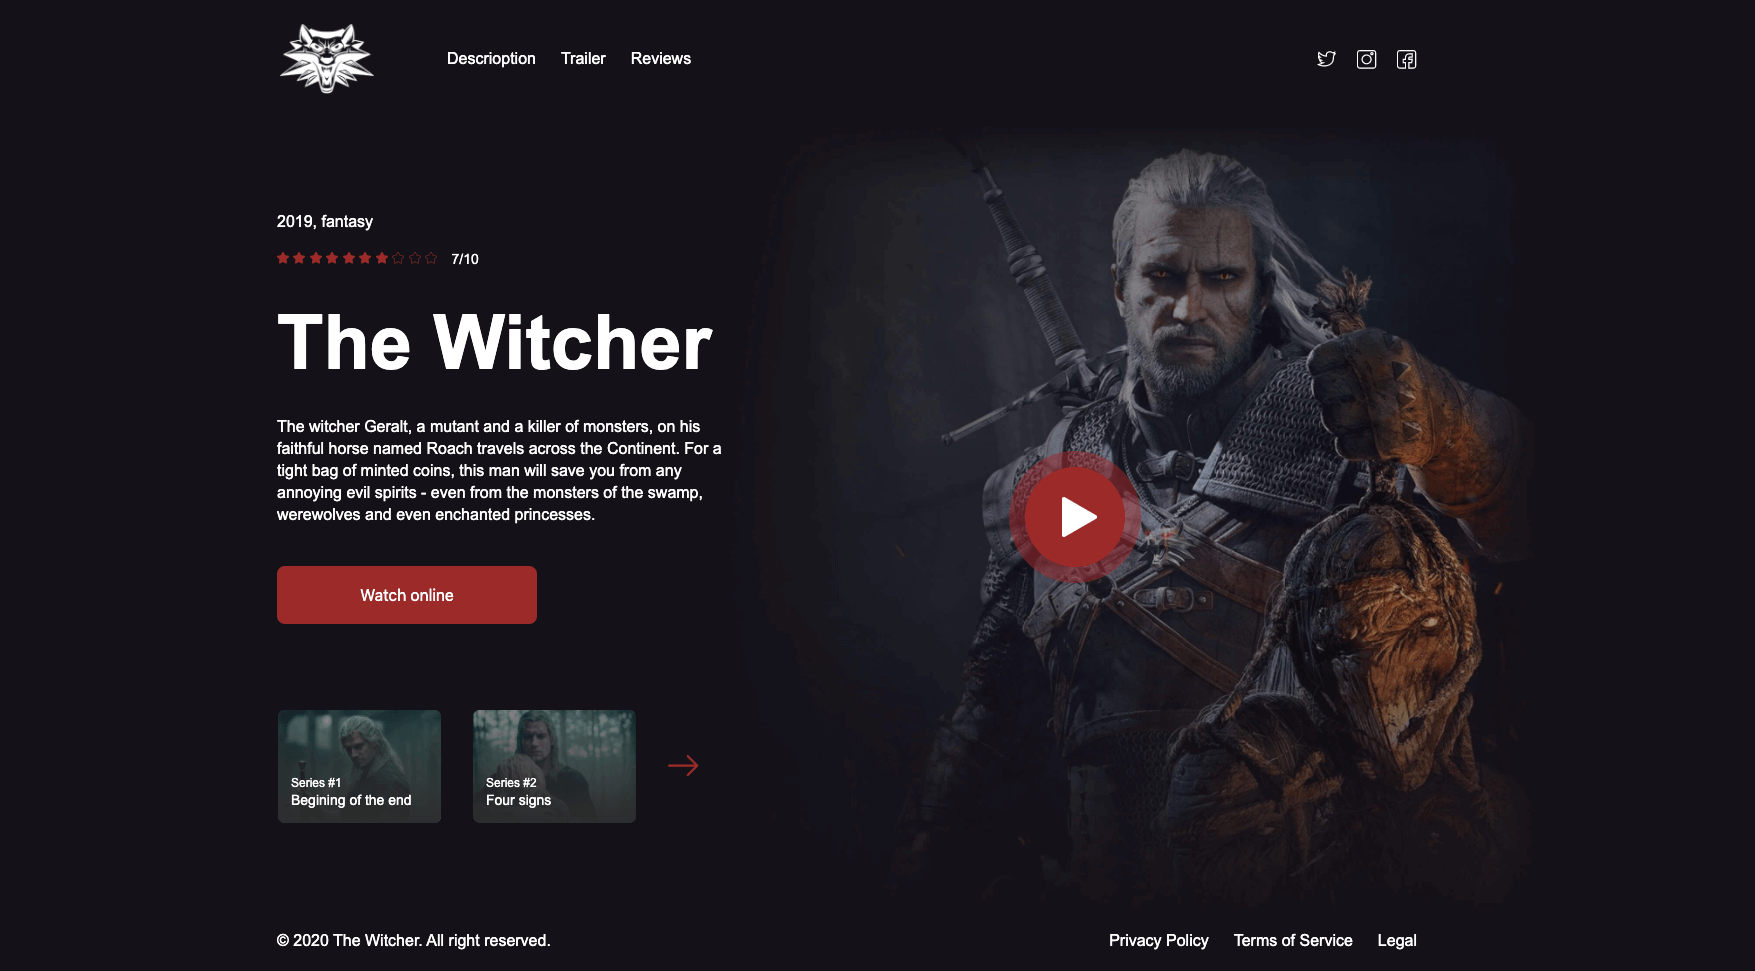 Descrioption Trailer Reviews
2019, fantasy
7/10
The Witcher
The witcher Geralt, a mutant and a killer of monsters, on his
faithful horse named Roach travels across the Continent. For a
tight bag of minted coins, this man will save you from any
annoying evil spirits - even from the monsters of the swamp,
werewolves and even enchanted princesses.
Watch online
Series #1
Begining of the end
Series #2
Four signs
© 2020 The Witcher. All right reserved.
Privacy Policy Terms of Service Legal